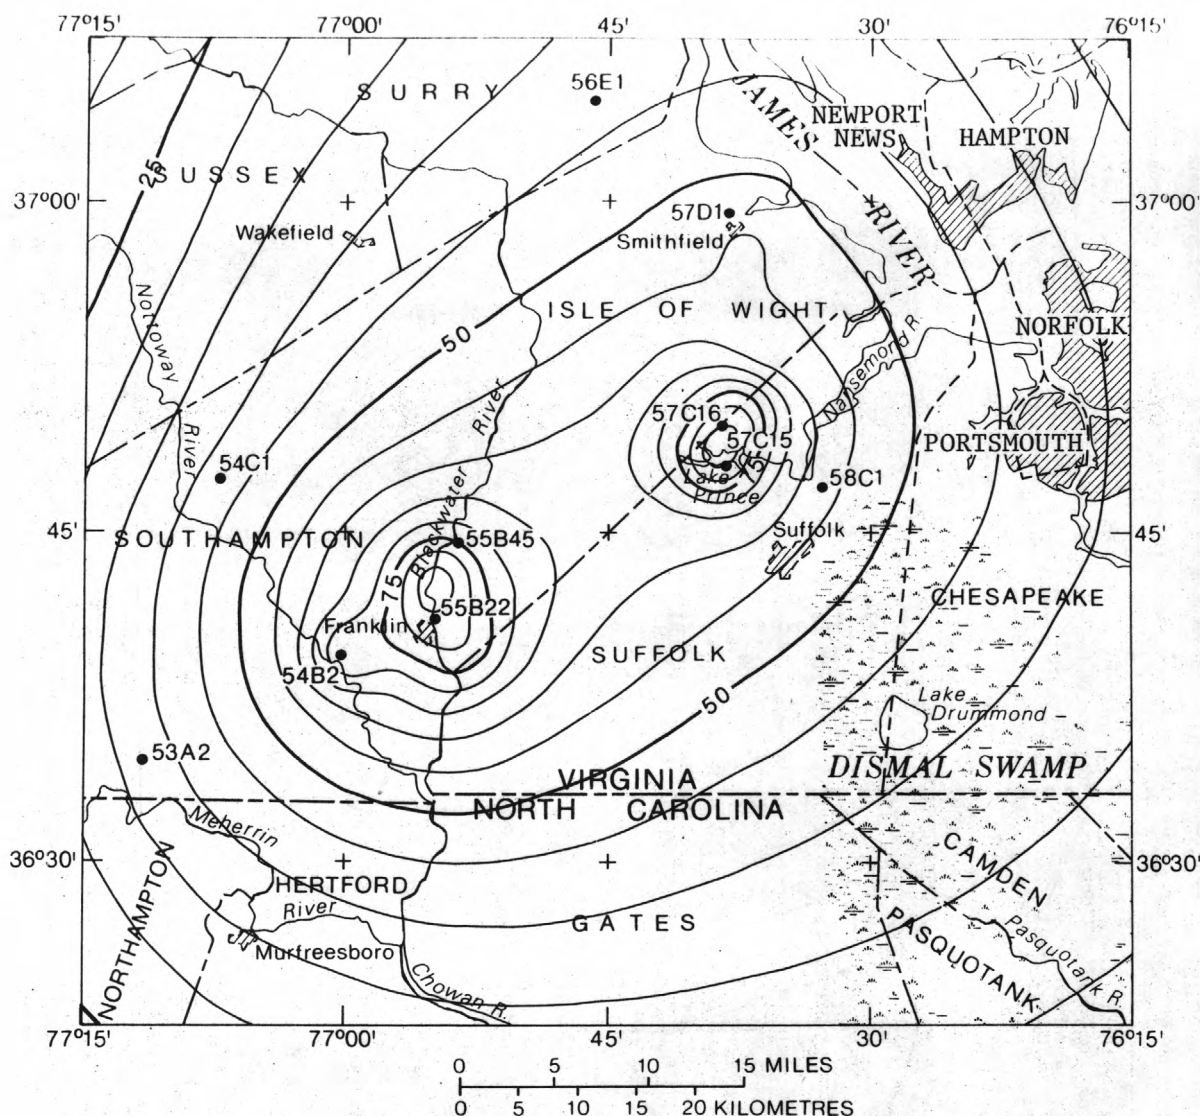 77°15' 77°00' 45' 30' 76°15'
SURRY
56E1
JAMES
NEWPORT
NEWS
HAMPTON
25
SUSSEX
37°00'
37°00'
57D1
RIVER
Wakefield
Smithfield
Nottoway
ISLE OF WIGHT
50
NORFOLK
Nansemond R.
River
57C16
57C15
PORTSMOUTH
River
54C1
75
Lake
Prince
58C1
Blackwater
45'
SOUTHAMPTON
55B45
Suffolk
45'
75
CHESAPEAKE
55B22
Franklin
SUFFOLK
54B2
50
Lake
Drummond
53A2
DISMAL SWAMP
VIRGINIA
NORTH CAROLINA
Meherrin
36°30'
36°30'
CAMDEN
HERTFORD
River
NORTHAMPTON
GATES
PASQUOTANK
Pasquotank R.
Murfreesboro
Chowan R.
77°15' 77°00' 45' 30' 76°15'
0 5 10 15 MILES
0 5 10 15 20 KILOMETRES